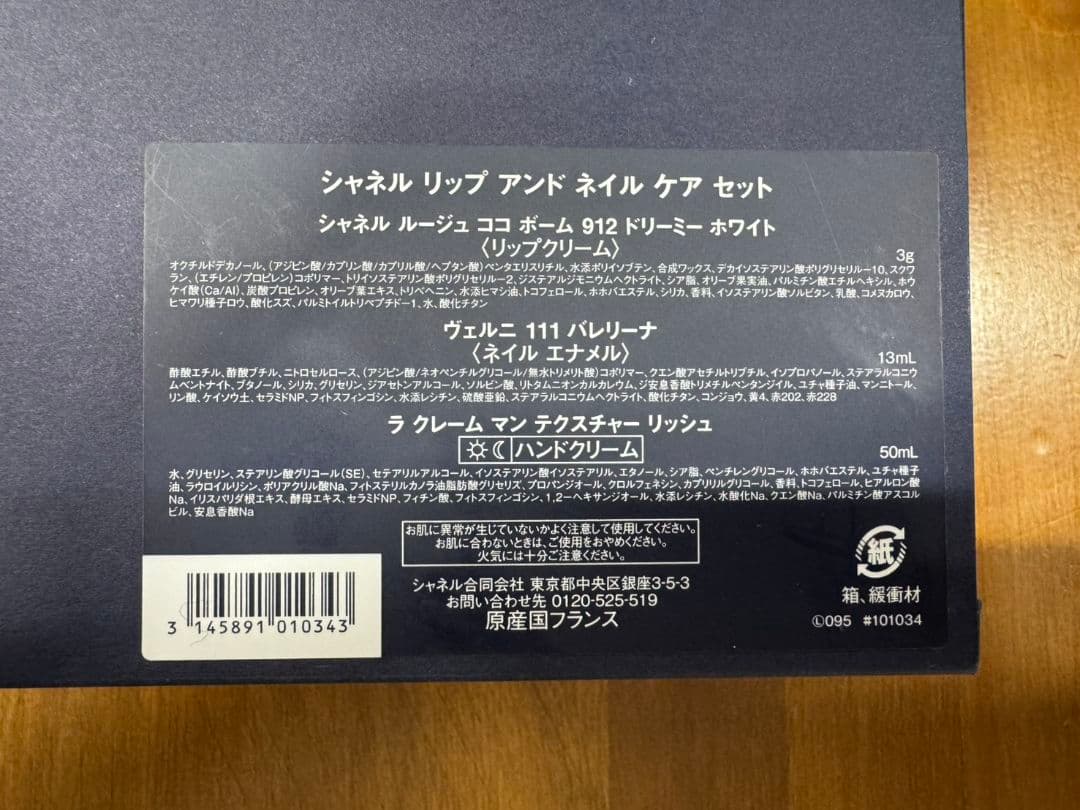 シャネル リップ アンド ネイル ケア セット
シャネル ルージュ ココ ボーム 912 ドリーミー ホワイト
〈リップクリーム〉
3g
オクチルドデカノール、(アジピン酸/カプリン酸/カプリル酸/ヘプタン酸)ペンタエリスリチル、水添ポリイソブテン、合成ワックス、デカイソステアリン酸ポリグリセリル－10、スクワ
ラン、(エチレン/プロピレン)コポリマー、トリイソステアリン酸ポリグリセリル－2、ジステアルジモニウムヘクトライト、シア脂、オリーブ果実油、パルミチン酸エチルヘキシル、ホウ
ケイ酸(Ca/Al)、炭酸プロピレン、オリーブ葉エキス、トリベヘニン、水添ヒマシ油、トコフェロール、ホホバエステル、シリカ、香料、イソステアリン酸ソルビタン、乳酸、コメヌカロウ、
ヒマワリ種子ロウ、酸化スズ、パルミトイルトリペプチド－1、水、酸化チタン
ヴェルニ 111 バレリーナ
〈ネイル エナメル〉
13mL
酢酸エチル、酢酸ブチル、ニトロセルロース、(アジピン酸/ネオペンチルグリコール/無水トリメリト酸)コポリマー、クエン酸アセチルトリブチル、イソプロパノール、ステアラルコニウ
ムベントナイト、ブタノール、シリカ、グリセリン、ジアセトンアルコール、ソルビン酸、リトタムニオンカルカレウム、ジ安息香酸トリメチルペンタンジイル、ユチャ種子油、マンニトール、
リン酸、ケイソウ土、セラミドNP、フィトスフィンゴシン、水添レシチン、硫酸亜鉛、ステアラルコニウムヘクトライト、酸化チタン、コンジョウ、黄4、赤202、赤228
ラ クレーム マン テクスチャー リッシュ
ハンドクリーム
50mL
水、グリセリン、ステアリン酸グリコール(SE)、セテアリルアルコール、イソステアリン酸イソステアリル、エタノール、シア脂、ペンチレングリコール、ホホバエステル、ユチャ種子
油、ラウロイルリシン、ポリアクリル酸Na、フィトステリルカノラ油脂肪酸グリセリズ、プロパンジオール、クロルフェネシン、カプリリルグリコール、香料、トコフェロール、ヒアルロン酸
Na、イリスパリダ根エキス、酵母エキス、セラミドNP、フィチン酸、フィトスフィンゴシン、1,2－ヘキサンジオール、水添レシチン、水酸化Na、クエン酸Na、パルミチン酸アスコル
ビル、安息香酸Na
お肌に異常が生じていないかよく注意して使用してください。
お肌に合わないときは、ご使用をおやめください。
火気には十分ご注意ください。
シャネル合同会社 東京都中央区銀座3-5-3
お問い合わせ先 0120-525-519
原産国フランス
紙
箱、緩衝材
Ⓛ095 #101034
3 145891 010343